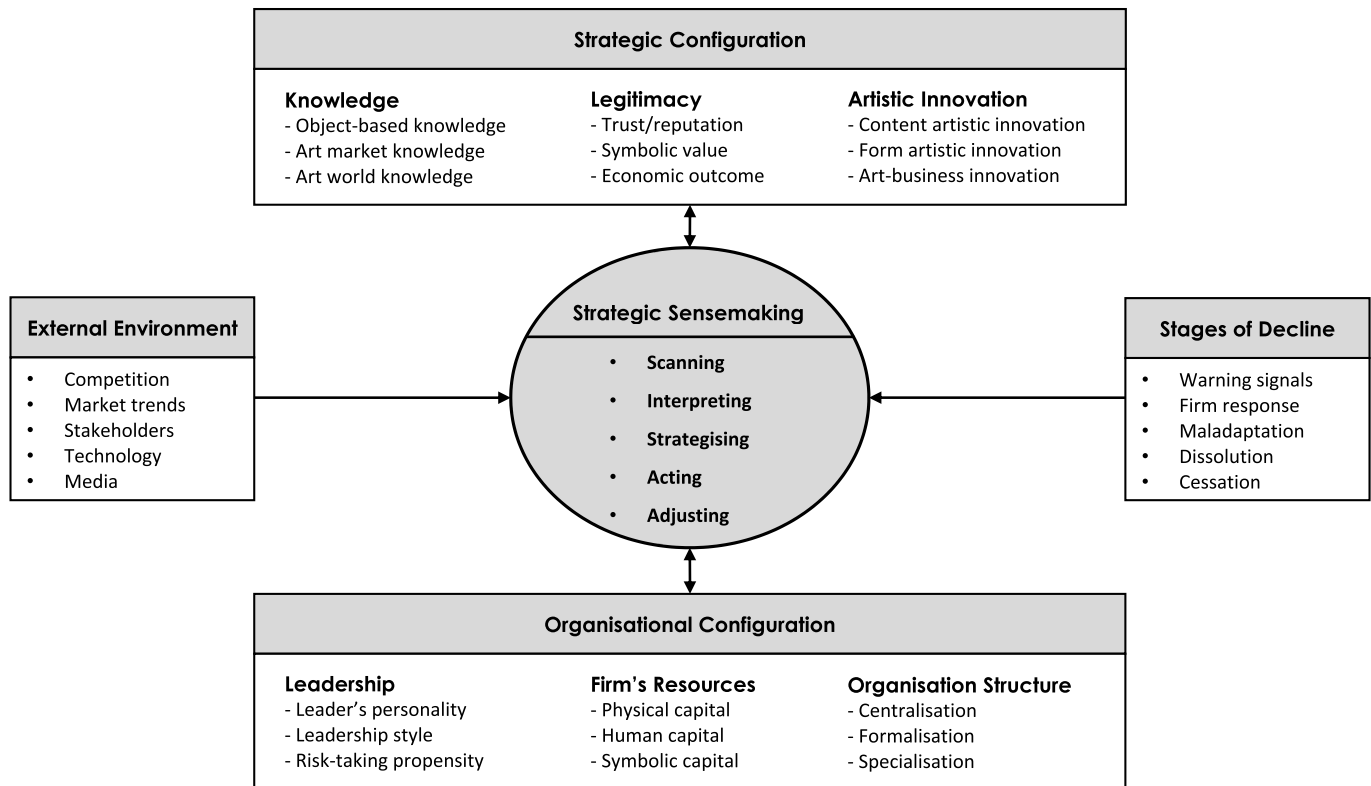 Strategic Configuration
Knowledge
- Object-based knowledge
- Art market knowledge
- Art world knowledge
Legitimacy
- Trust/reputation
- Symbolic value
- Economic outcome
Artistic Innovation
- Content artistic innovation
- Form artistic innovation
- Art-business innovation
External Environment
• Competition
• Market trends
• Stakeholders
• Technology
• Media
Strategic Sensemaking
• Scanning
• Interpreting
• Strategising
• Acting
• Adjusting
Stages of Decline
• Warning signals
• Firm response
• Maladaptation
• Dissolution
• Cessation
Organisational Configuration
Leadership
- Leader’s personality
- Leadership style
- Risk-taking propensity
Firm’s Resources
- Physical capital
- Human capital
- Symbolic capital
Organisation Structure
- Centralisation
- Formalisation
- Specialisation